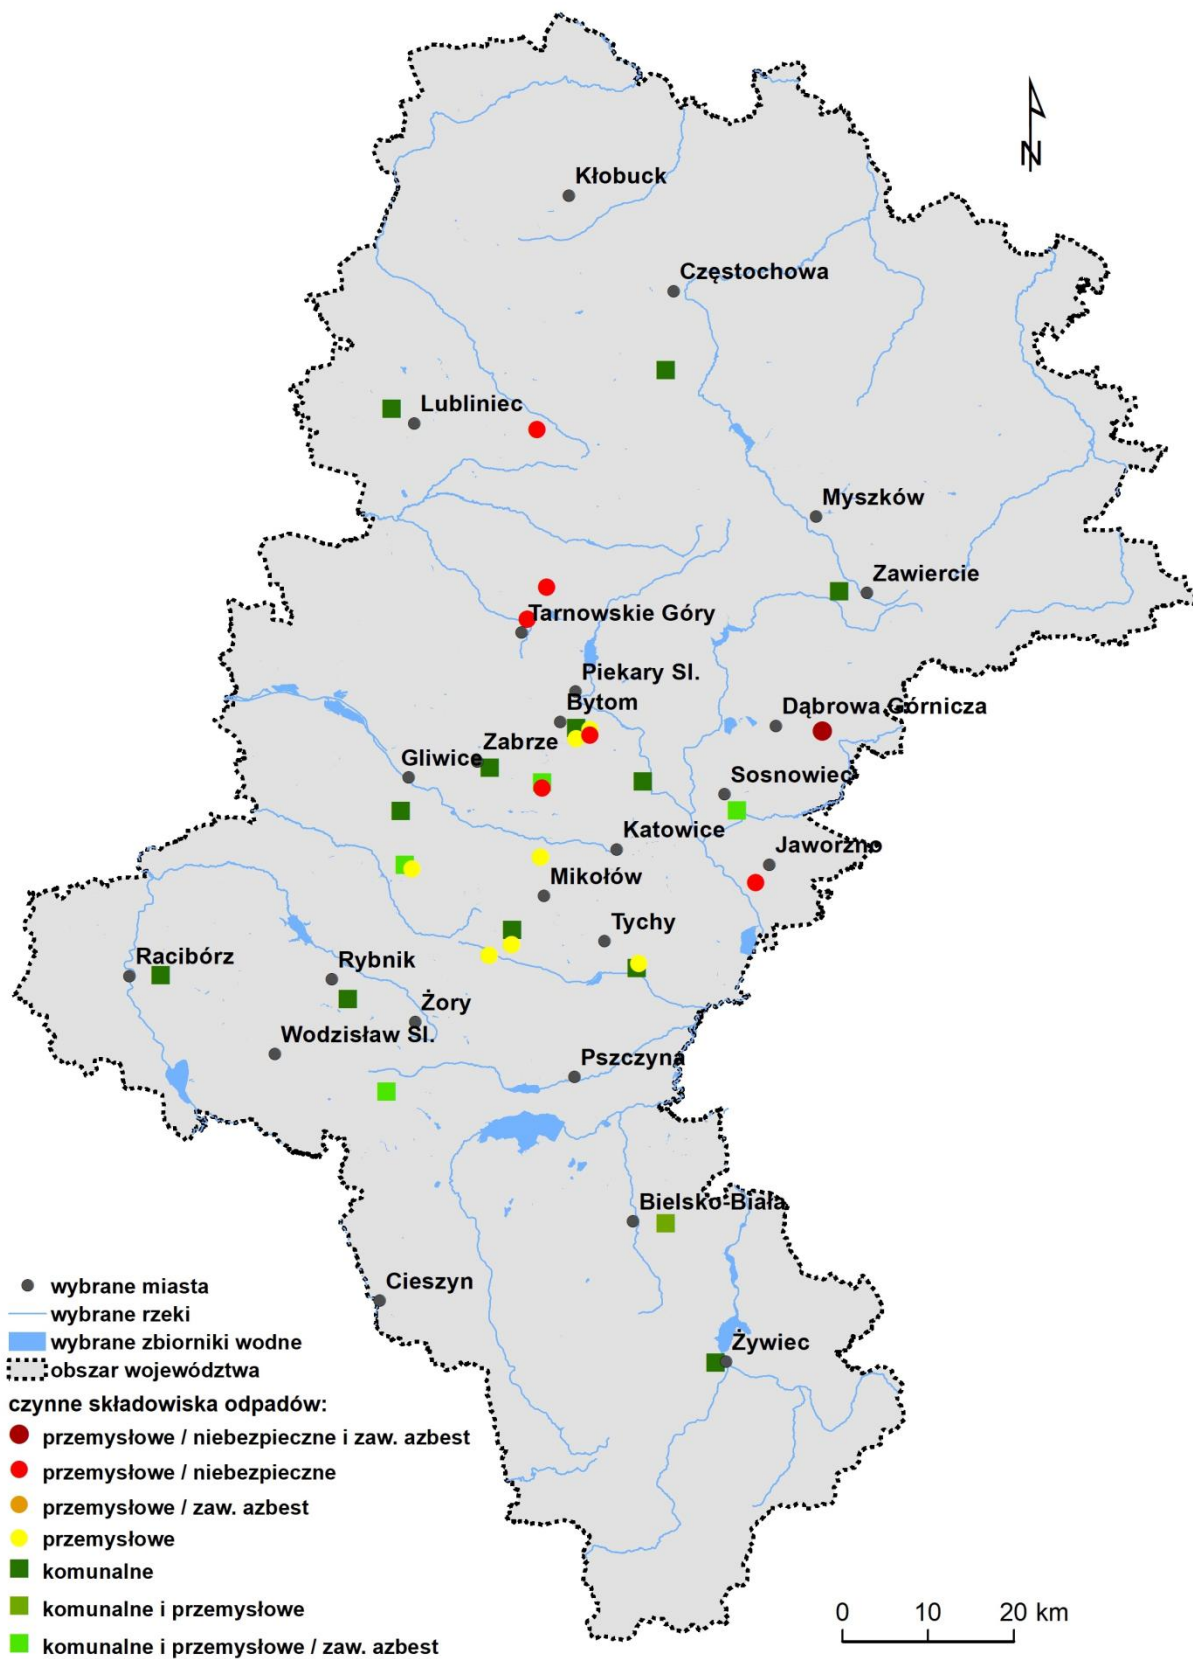 N
Kłobuck
Częstochowa
Lubliniec
Myszków
Zawiercie
Tarnowskie Góry
Piekary Sl.
Bytom
Dąbrowa Górnicza
Zabrze
Gliwice
Sosnowiec
Katowice
Jaworzno
Mikołów
Tychy
Racibórz
Rybnik
Żory
Wodzisław Sl.
Pszczyna
Bielsko-Biała
Cieszyn
Żywiec
wybrane miasta
wybrane rzeki
wybrane zbiorniki wodne
obszar województwa
czynne składowiska odpadów:
przemysłowe / niebezpieczne i zaw. azbest
przemysłowe / niebezpieczne
przemysłowe / zaw. azbest
przemysłowe
komunalne
komunalne i przemysłowe
komunalne i przemysłowe / zaw. azbest
0 10 20 km